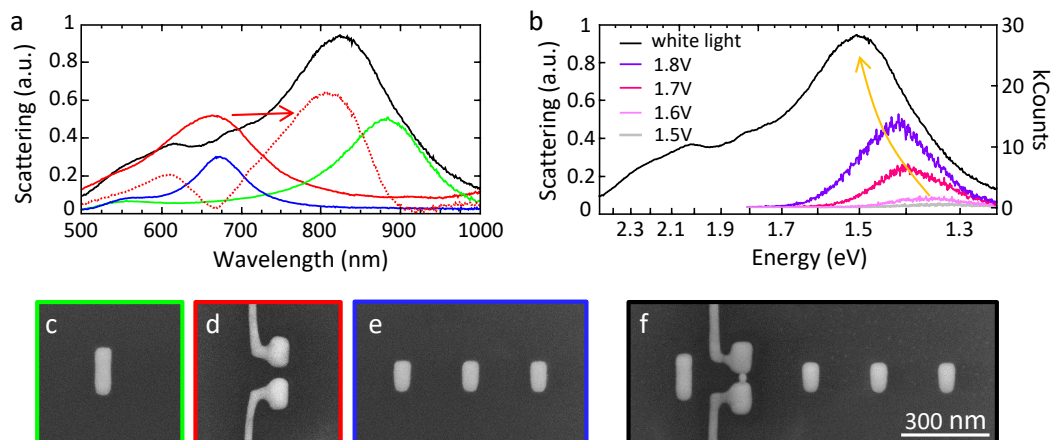 a
Scattering (a.u.)
1
0.8
0.6
0.4
0.2
0
500
600
700
800
900
1000
Wavelength (nm)
b
Scattering (a.u.)
1
0.8
0.6
0.4
0.2
0
white light
1.8V
1.7V
1.6V
1.5V
30
20
10
0
kCounts
2.3
2.1
1.9
1.7
1.5
1.3
Energy (eV)
c
d
e
f
300 nm